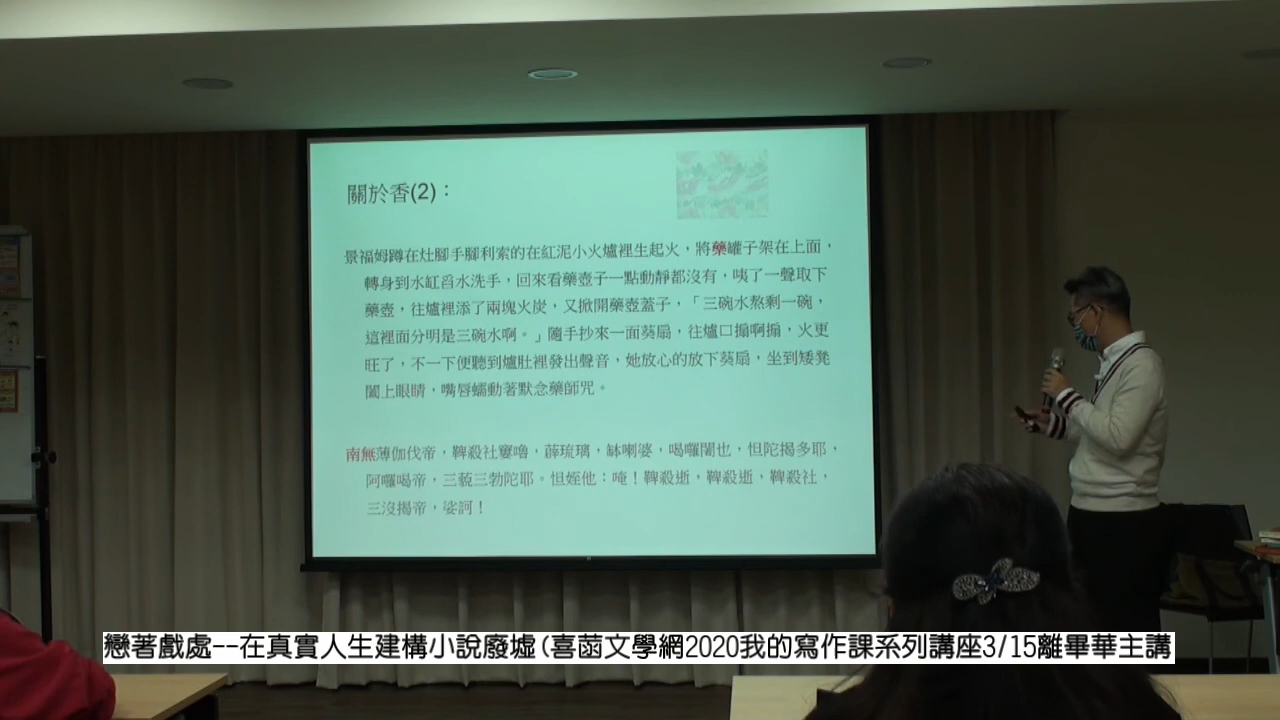 關於香(2)：
景福姆蹲在灶腳手腳利索的在紅泥小火爐裡生起火，將藥罐子架在上面，
轉身到水缸舀水洗手，回來看藥壺子一點動靜都沒有，咦了一聲取下
藥壺，往爐裡添了兩塊火炭，又掀開藥壺蓋子，「三碗水熬剩一碗，
這裡面分明是三碗水啊。」隨手抄來一面葵扇，往爐口搧啊搧，火更
旺了，不一下便聽到爐肚裡發出聲音，她放心的放下葵扇，坐到矮凳
闔上眼睛，嘴唇蠕動著默念藥師咒。
南無薄伽伐帝，鞞殺社窶嚕，薜琉璃，缽喇婆，喝囉闍也，怛陀揭多耶，
阿囉喝帝，三藐三勃陀耶。怛姪他：唵！鞞殺逝，鞞殺逝，鞞殺社，
三沒揭帝，娑訶！
戀著戲處--在真實人生建構小說廢墟(喜菡文學網2020我的寫作課系列講座3/15離畢華主講